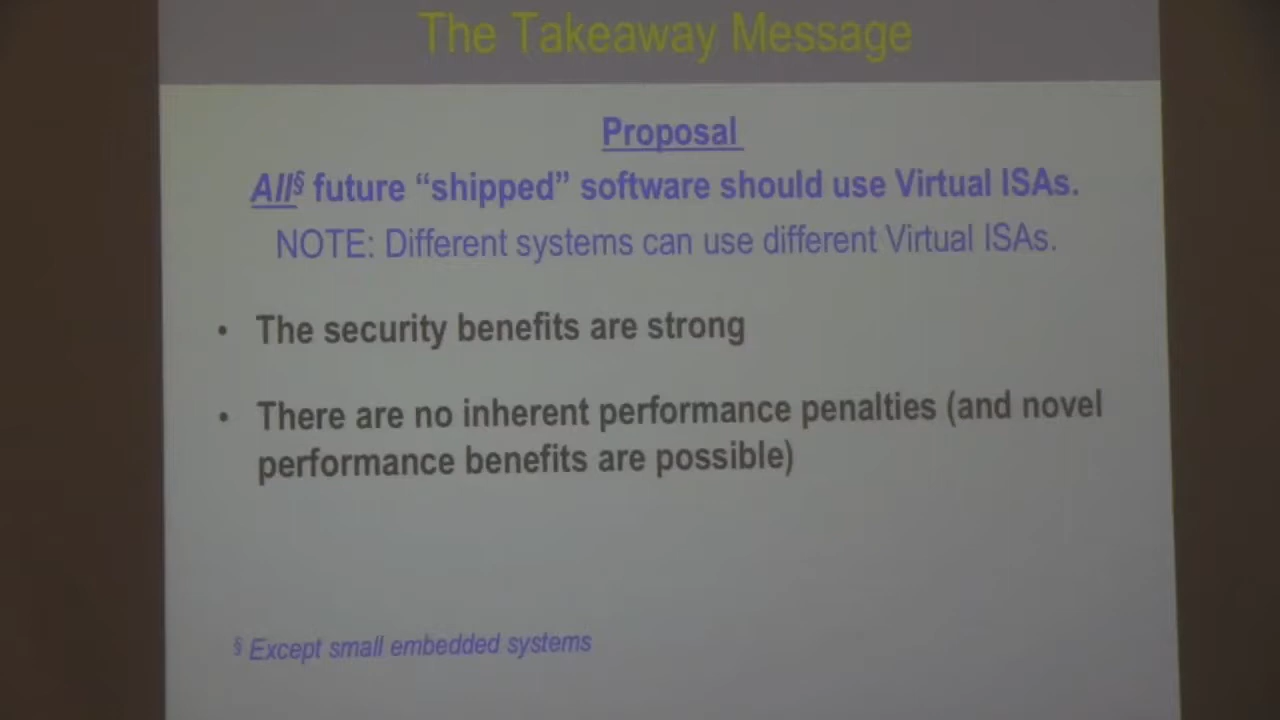 The Takeaway Message
Proposal
All§ future “shipped” software should use Virtual ISAs.
NOTE: Different systems can use different Virtual ISAs.
• The security benefits are strong
• There are no inherent performance penalties (and novel
performance benefits are possible)
§ Except small embedded systems